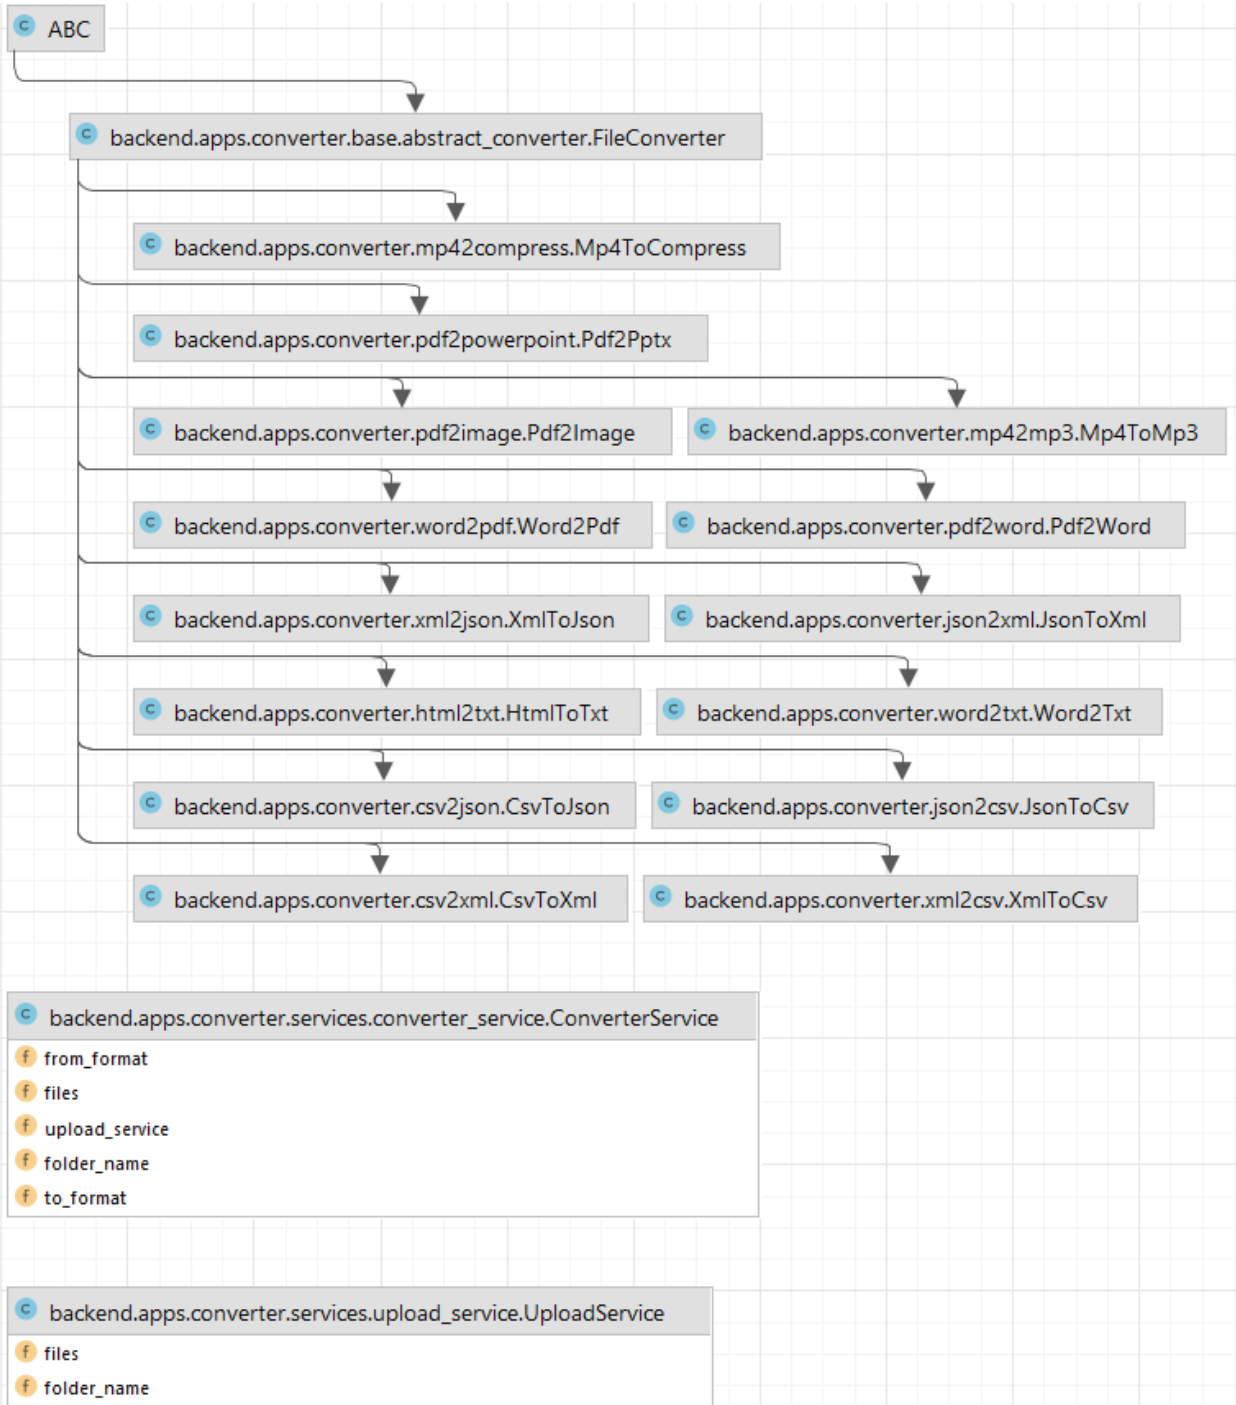 ABC
backend.apps.converter.base.abstract_converter.FileConverter
backend.apps.converter.mp42compress.Mp4ToCompress
backend.apps.converter.pdf2powerpoint.Pdf2Pptx
backend.apps.converter.pdf2image.Pdf2Image
backend.apps.converter.mp42mp3.Mp4ToMp3
backend.apps.converter.word2pdf.Word2Pdf
backend.apps.converter.pdf2word.Pdf2Word
backend.apps.converter.xml2json.XmlToJson
backend.apps.converter.json2xml.JsonToXml
backend.apps.converter.html2txt.HtmlToTxt
backend.apps.converter.word2txt.Word2Txt
backend.apps.converter.csv2json.CsvToJson
backend.apps.converter.json2csv.JsonToCsv
backend.apps.converter.csv2xml.CsvToXml
backend.apps.converter.xml2csv.XmlToCsv
backend.apps.converter.services.converter_service.ConverterService
from_format
files
upload_service
folder_name
to_format
backend.apps.converter.services.upload_service.UploadService
files
folder_name